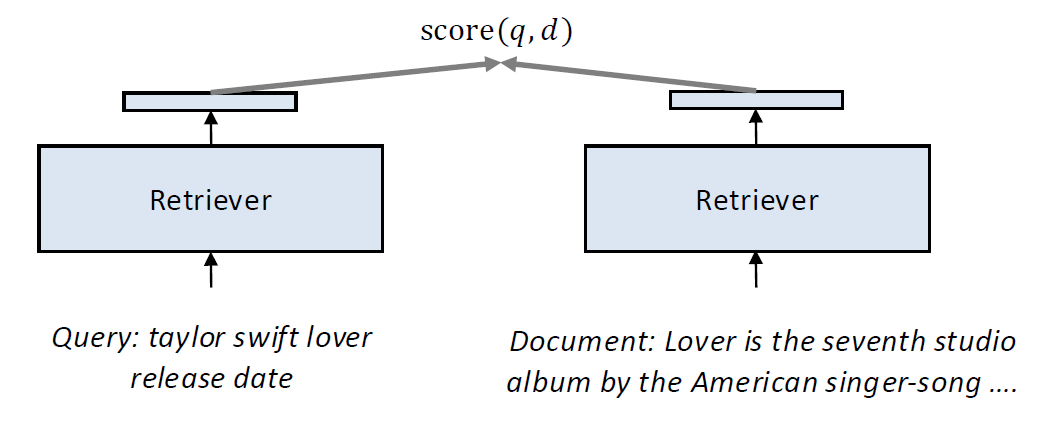 score(q, d)
Retriever
Retriever
Query: taylor swift lover
release date
Document: Lover is the seventh studio
album by the American singer-song ....